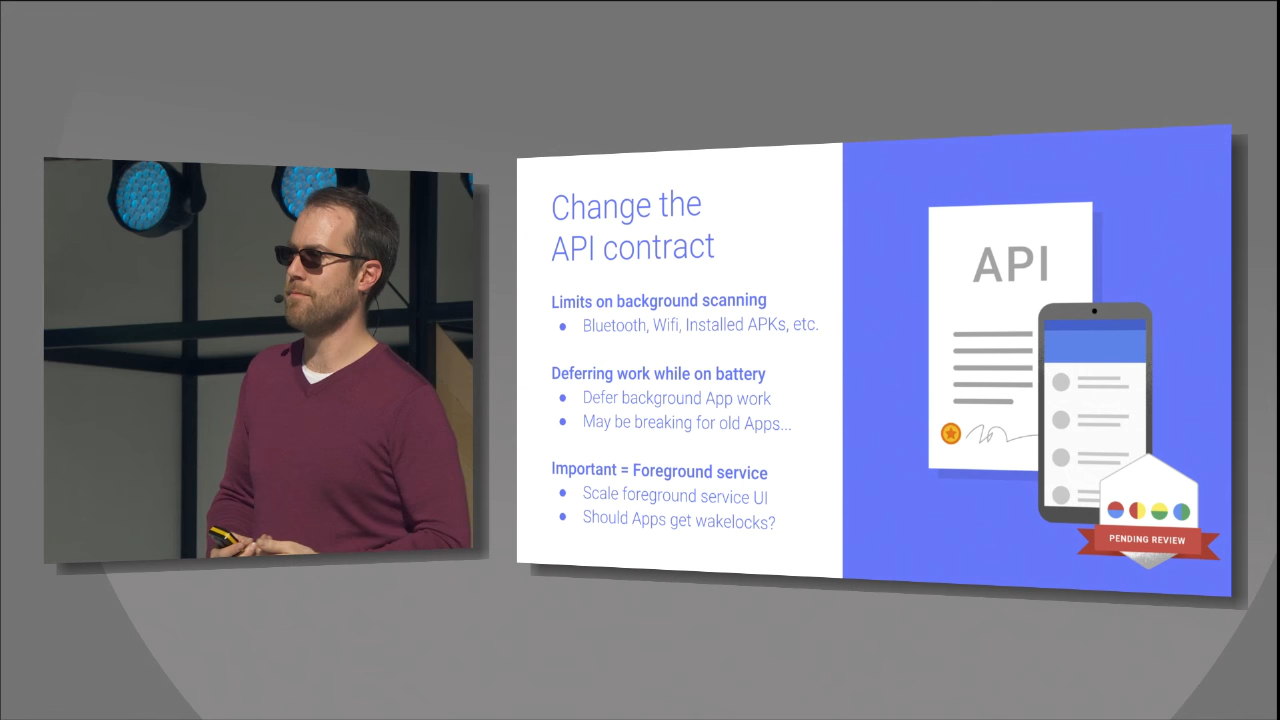 Change the
API contract
Limits on background scanning
● Bluetooth, Wifi, Installed APKs, etc.
Deferring work while on battery
● Defer background App work
● May be breaking for old Apps...
Important = Foreground service
● Scale foreground service UI
● Should Apps get wakelocks?
API
PENDING REVIEW